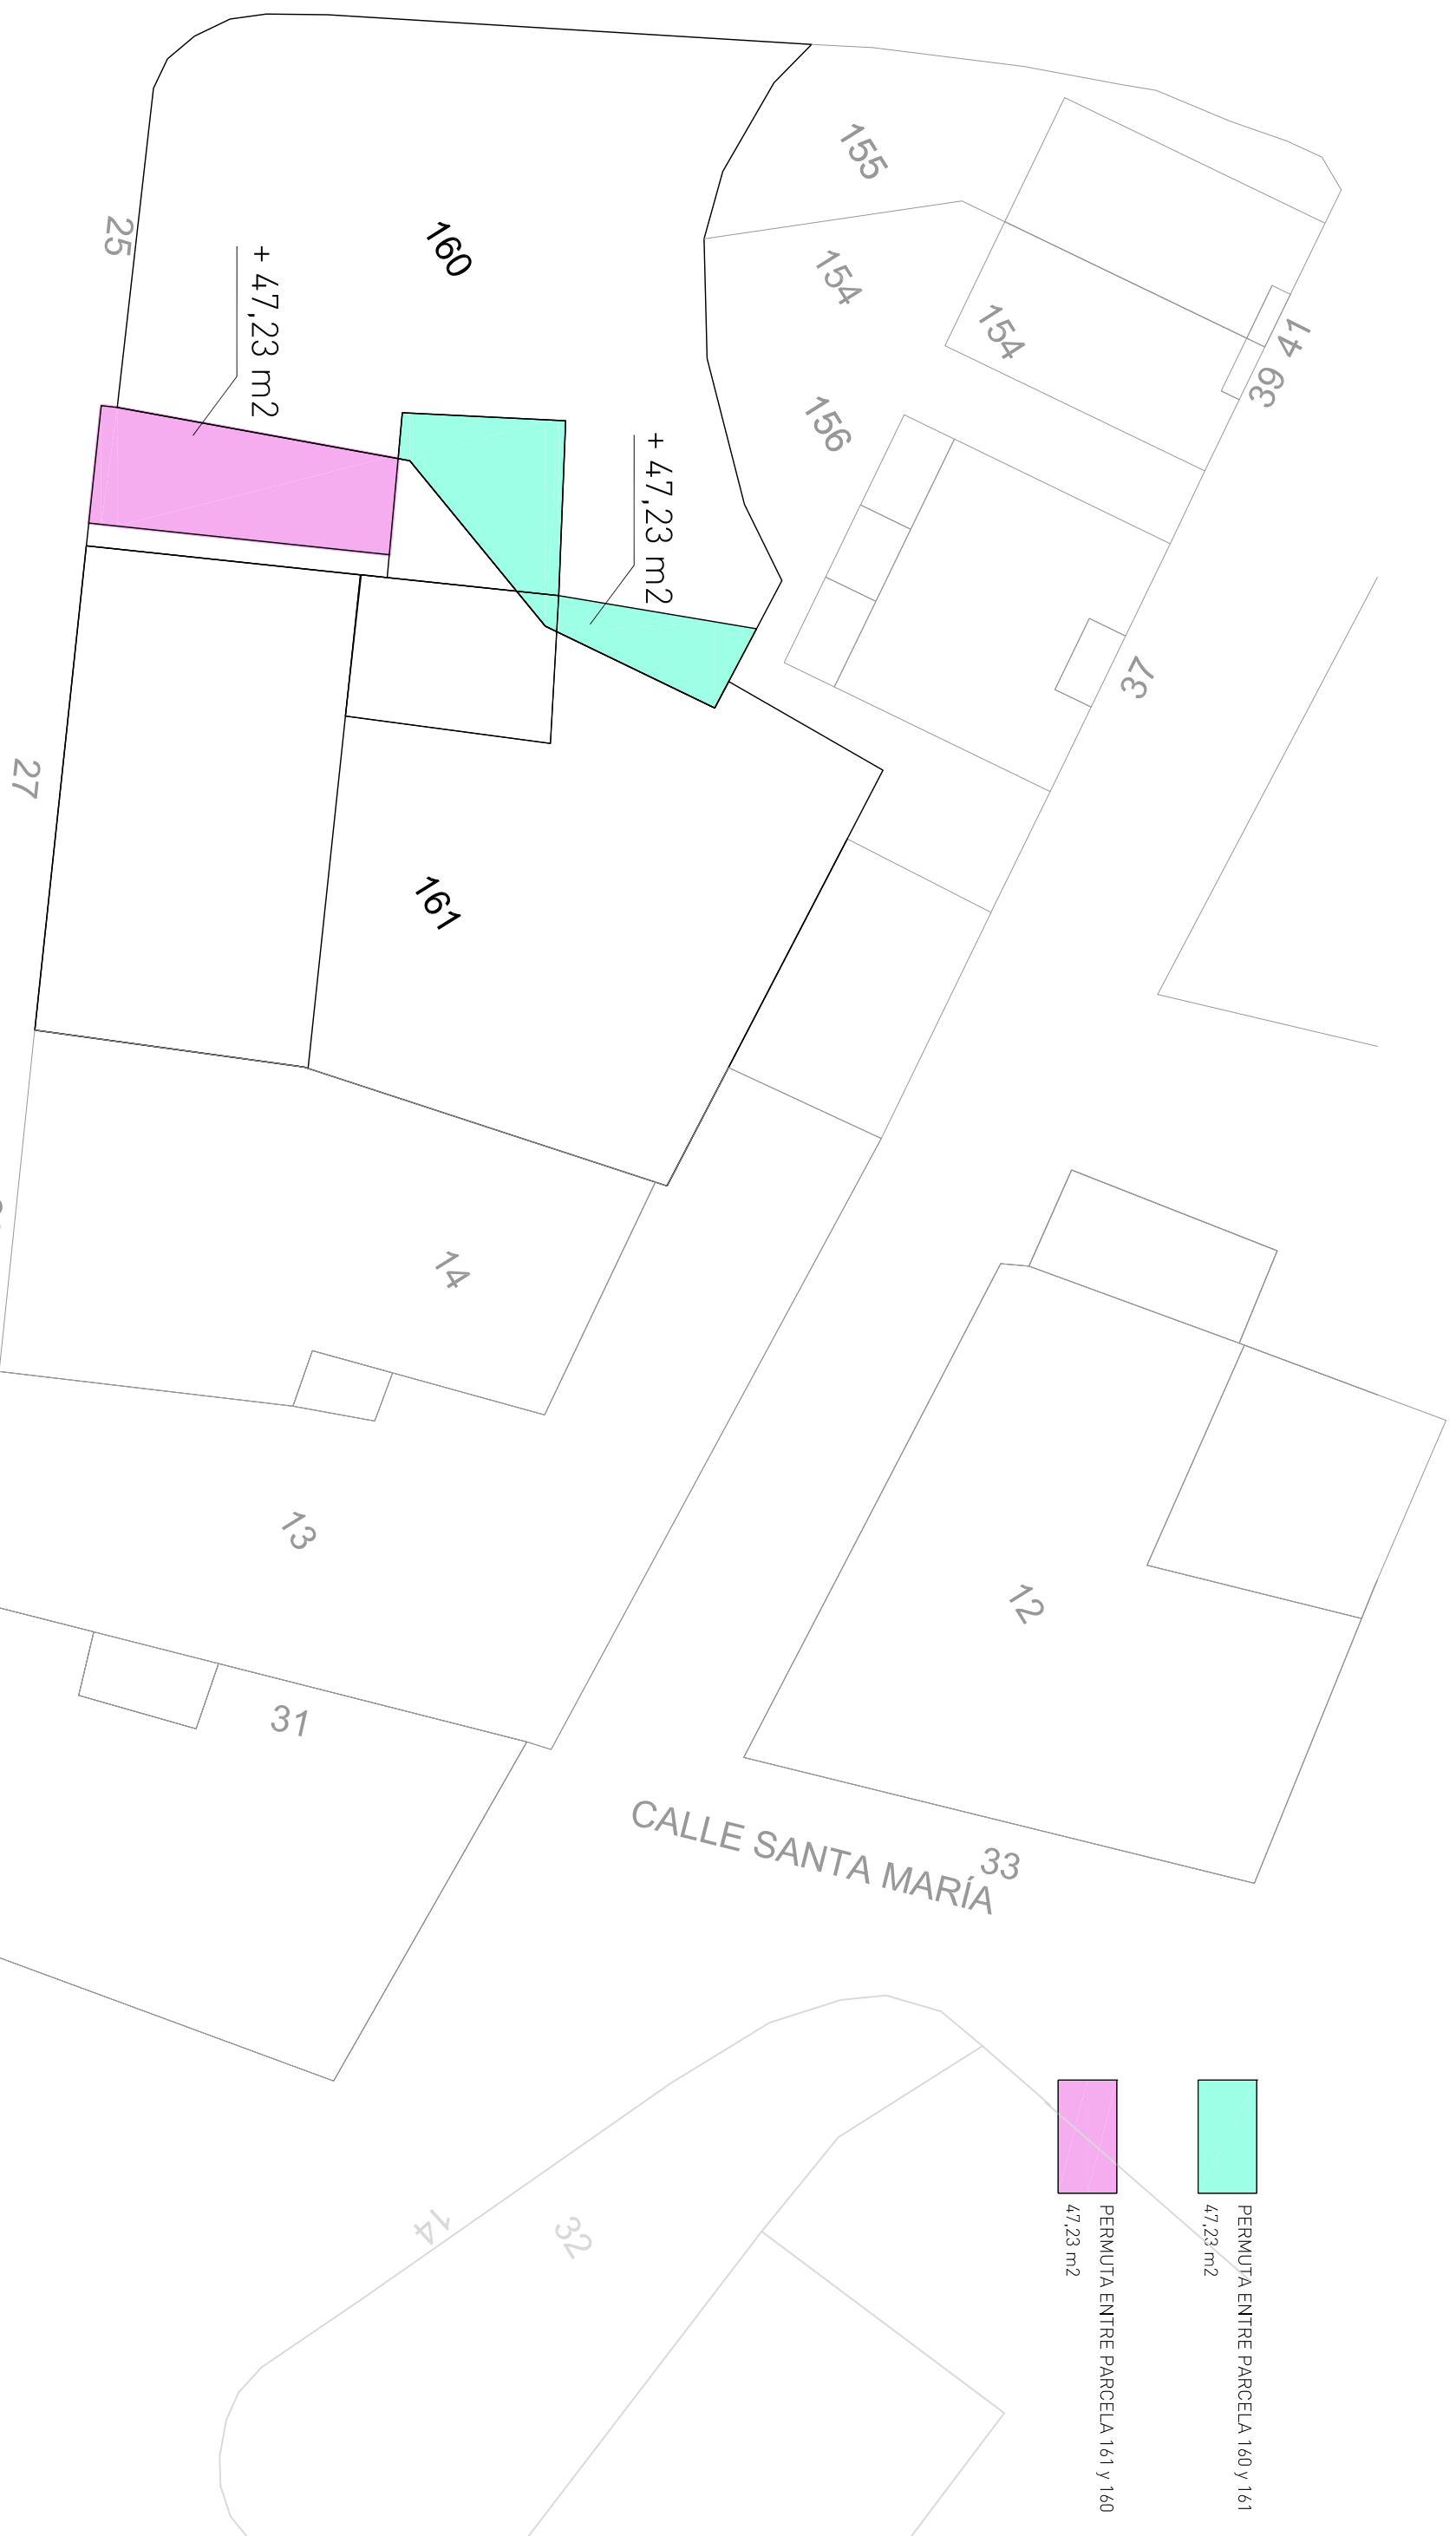 155
25
160
154
154
41
+ 47,23 m2
39
156
+ 47,23 m2
37
27
161
14
13
12
31
CALLE SANTA MARÍA
33
14
32
PERMUTA ENTRE PARCELA 160 y 161
47,23 m2
PERMUTA ENTRE PARCELA 161 y 160
47,23 m2